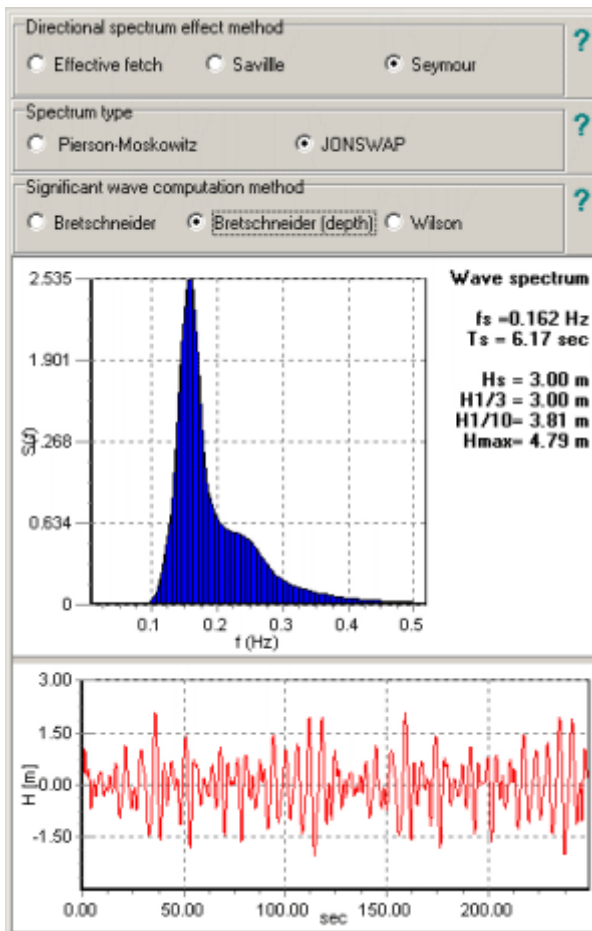 Directional spectrum effect method
Effective fetch Savillle Seymour
?
Spectrum type
Pierson-Moskowitz JONSWAP
?
Significant wave computation method
Bretschneider Bretschneider (depth) Wilson
?
Wave spectrum
fs =0.162 Hz
Ts = 6.17 sec
Hs = 3.00 m
H1/3 = 3.00 m
H1/10= 3.81 m
Hmax= 4.79 m
2.535
1.901
1.268
0.634
0
S(f)
0.1 0.2 0.3 0.4 0.5
f (Hz)
3.00
1.50
0.00
-1.50
H [m]
0.00 50.00 100.00 150.00 200.00
sec